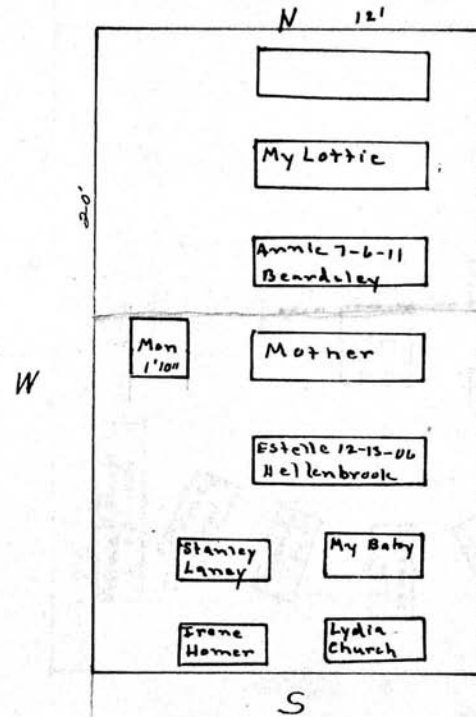 N 12'
My Lottie
20'
Annie 7-6-11
Beardsley
Mon
1'10"
Mother
W
Estelle 12-13-06
Hellenbrook
Stanley
Laney
My Baby
Irene
Homer
Lydia
Church
S